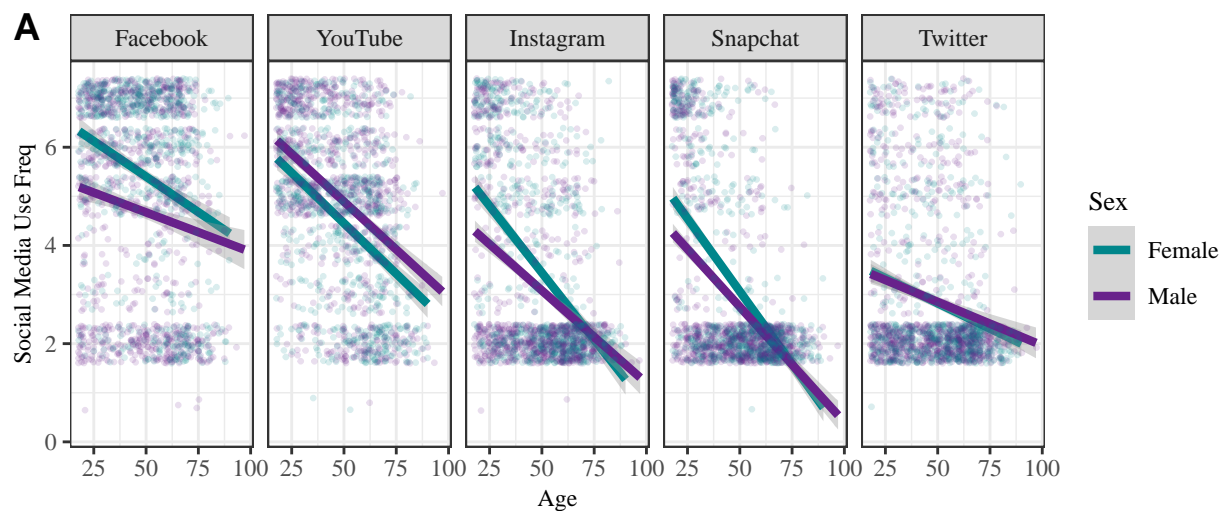 A
Facebook YouTube Instagram Snapchat Twitter
Social Media Use Freq
6
4
2
0
25 50 75 100 25 50 75 100 25 50 75 100 25 50 75 100 25 50 75 100
Age
Sex
Female
Male